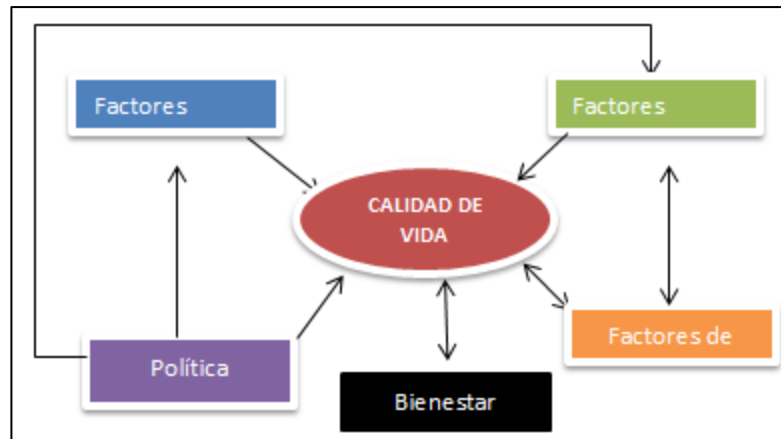 Factores
Factores
CALIDAD DE
VIDA
Factores de
Política
Bienestar